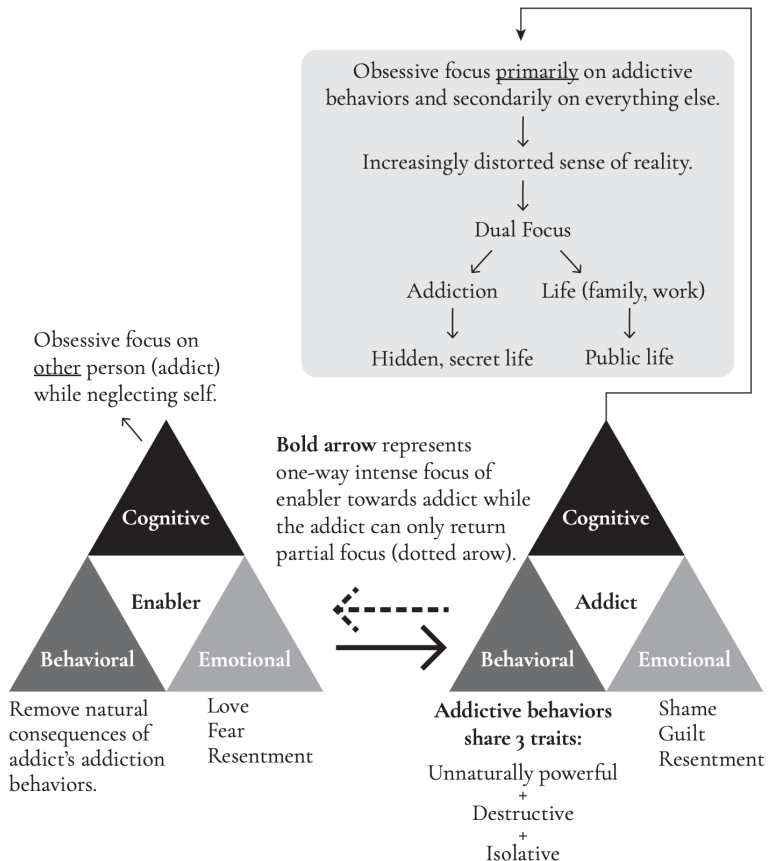 Obsessive focus primarily on addictive
behaviors and secondarily on everything else.
Increasingly distorted sense of reality.
Dual Focus
Addiction
Life (family, work)
Hidden, secret life
Public life
Obsessive focus on
other person (addict)
while neglecting self.
Bold arrow represents
one-way intense focus of
enabler towards addict while
the addict can only return
partial focus (dotted arow).
Cognitive
Enabler
Behavioral
Emotional
Remove natural
consequences of
addict's addiction
behaviors.
Love
Fear
Resentment
Cognitive
Addict
Behavioral
Emotional
Addictive behaviors
share 3 traits:
Unnaturally powerful
+
Destructive
+
Isolative
Shame
Guilt
Resentment